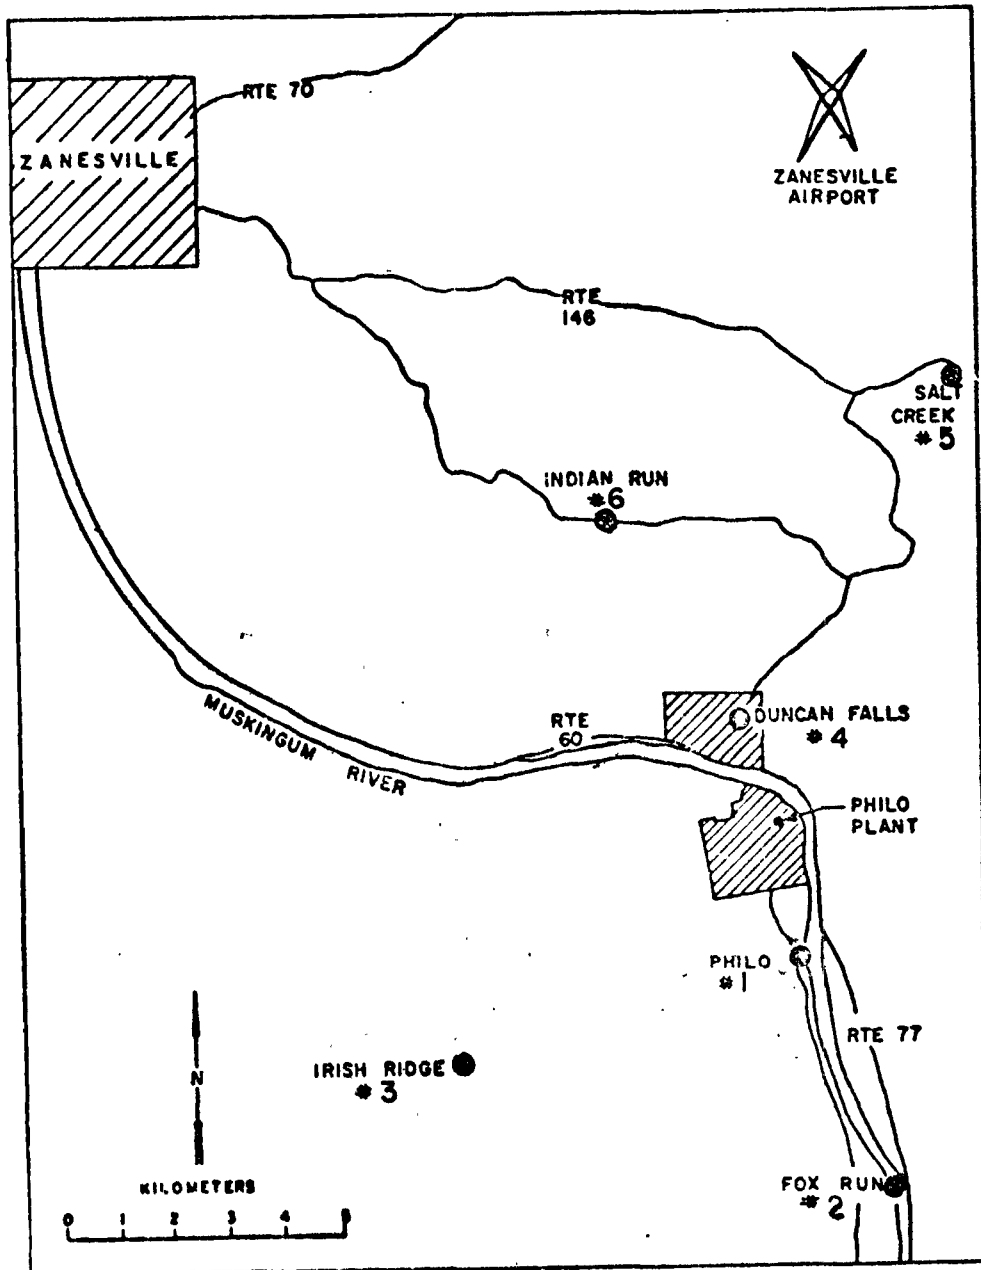 RTE 70
ZANESVILLE
ZANESVILLE
AIRPORT
RTE
146
SALT
CREEK
#5
INDIAN RUN
#6
MUSKINGUM RIVER
RTE
60
DUNCAN FALLS
#4
PHILO
PLANT
PHILO
#1
RTE 77
IRISH RIDGE
#3
N
KILOMETERS
0 1 2 3 4 5
FOX RUN
#2